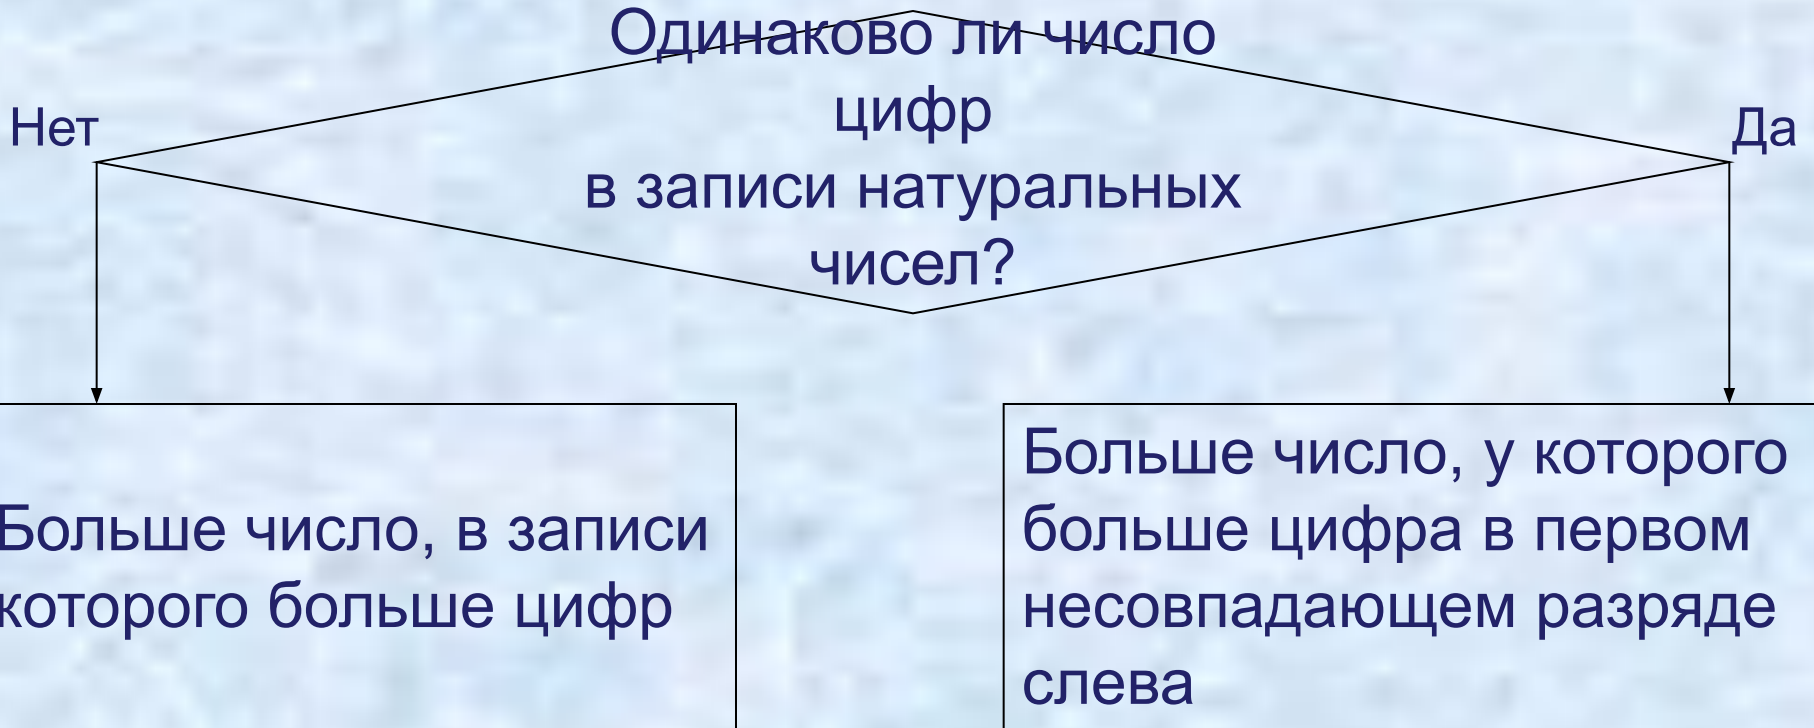 Одинаково ли число
цифр
в записи натуральных
чисел?
Нет
Да
Больше число, в записи
которого больше цифр
Больше число, у которого
больше цифра в первом
несовпадающем разряде
слева